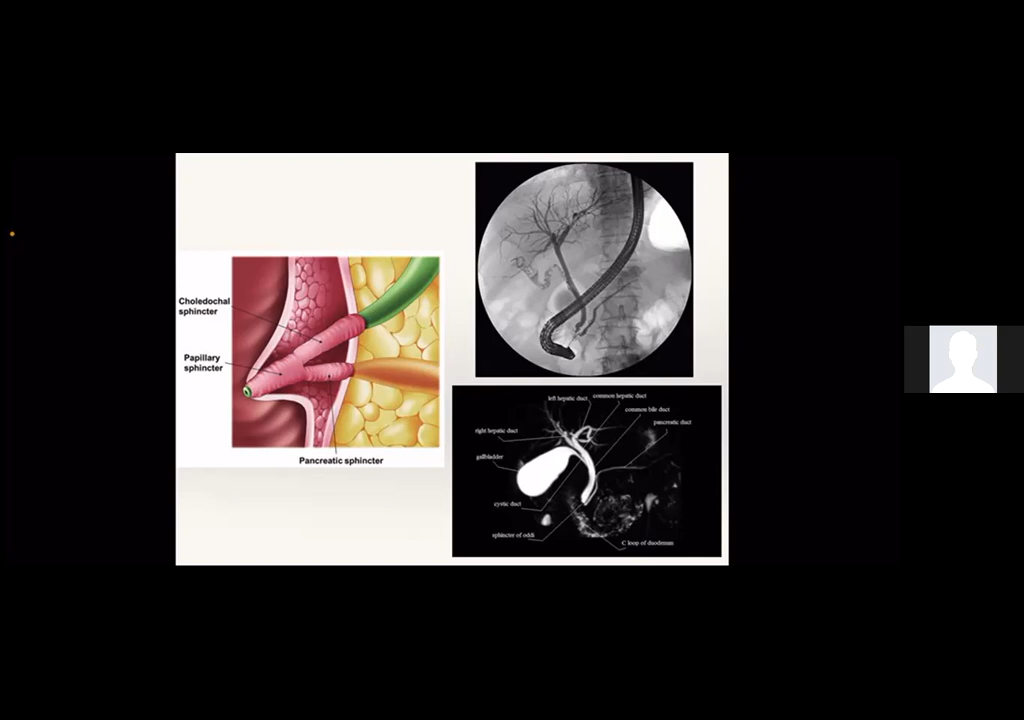 Choledochal
sphincter
Papillary
sphincter
Pancreatic sphincter
left hepatic duct
common hepatic duct
common bile duct
pancreatic duct
right hepatic duct
gallbladder
cystic duct
sphincter of oddi
C loop of duodenum